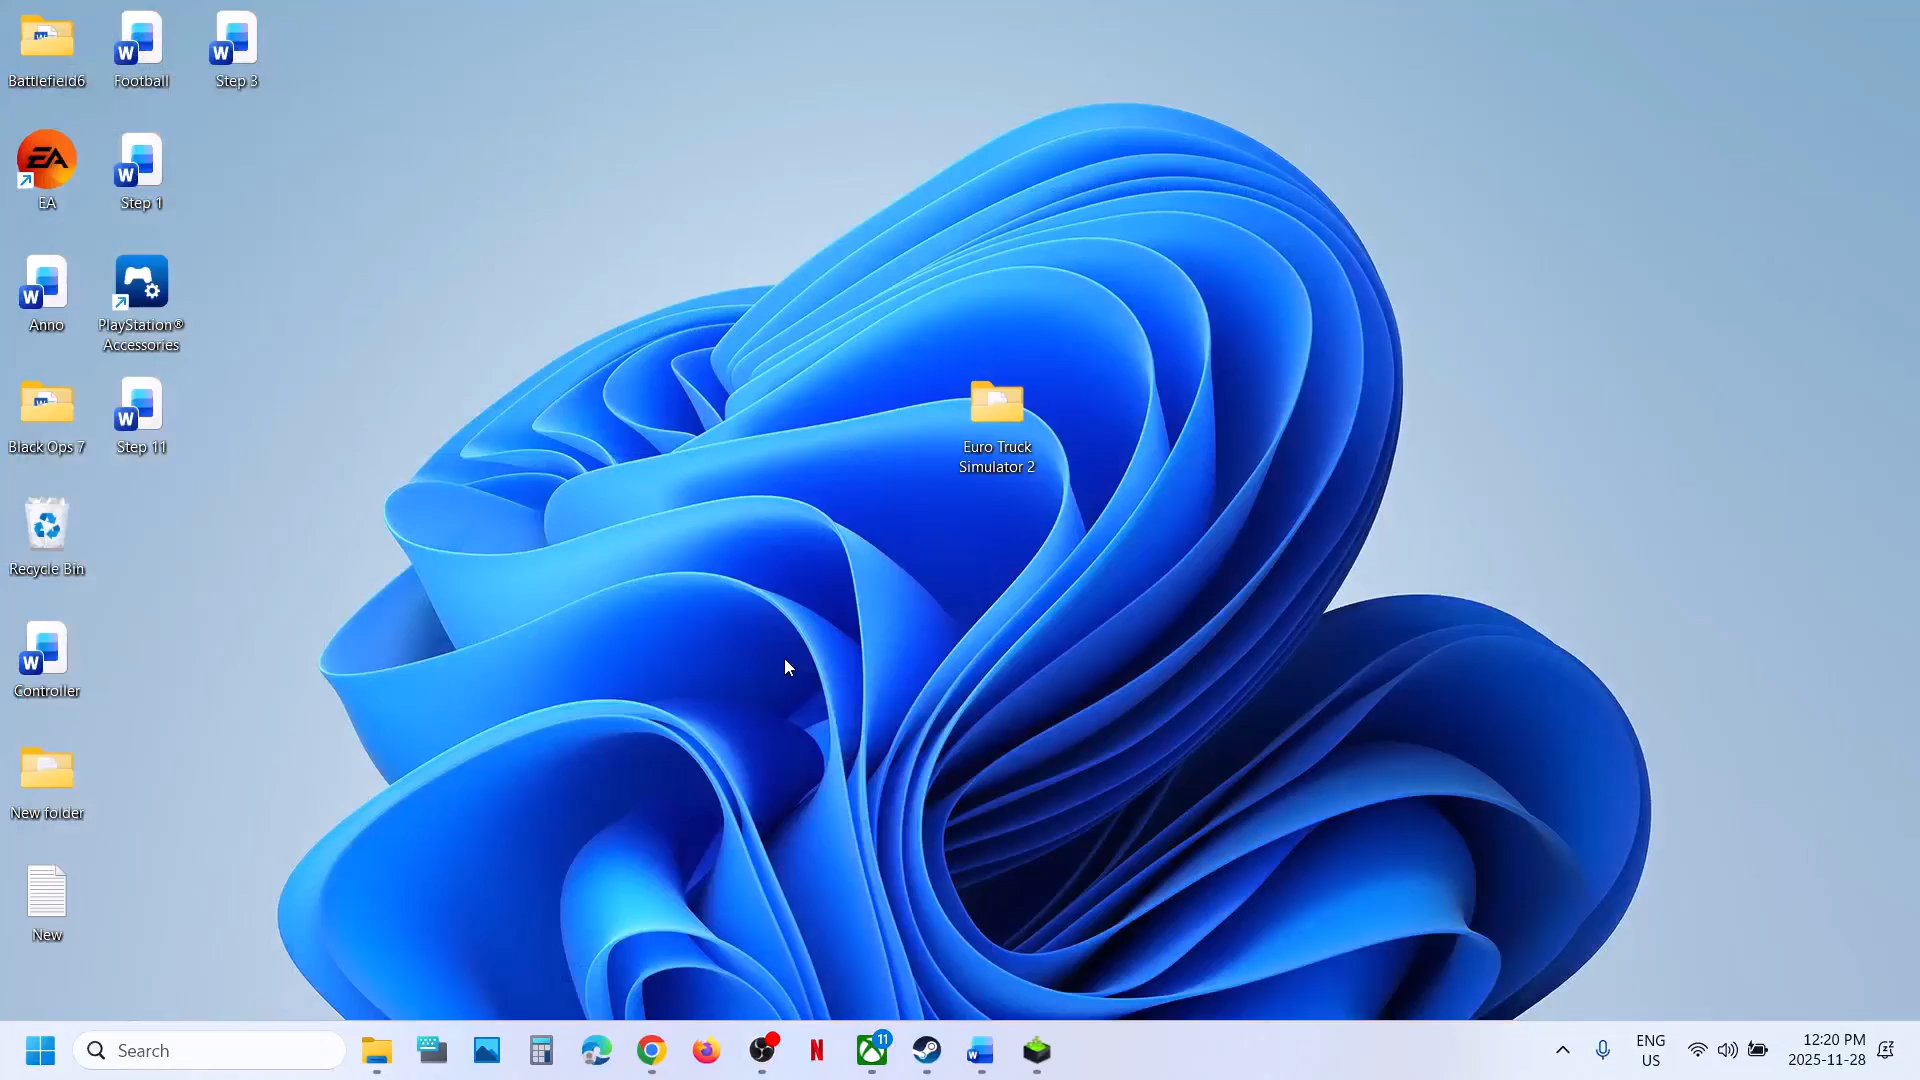 Battlefield6
Football
Step 3
EA
EA
Step 1
Anno
PlayStation®
Accessories
Black Ops 7
Step 11
Euro Truck
Simulator 2
Recycle Bin
Controller
New folder
New
Search
11
ENG
US
12:20 PM
2025-11-28